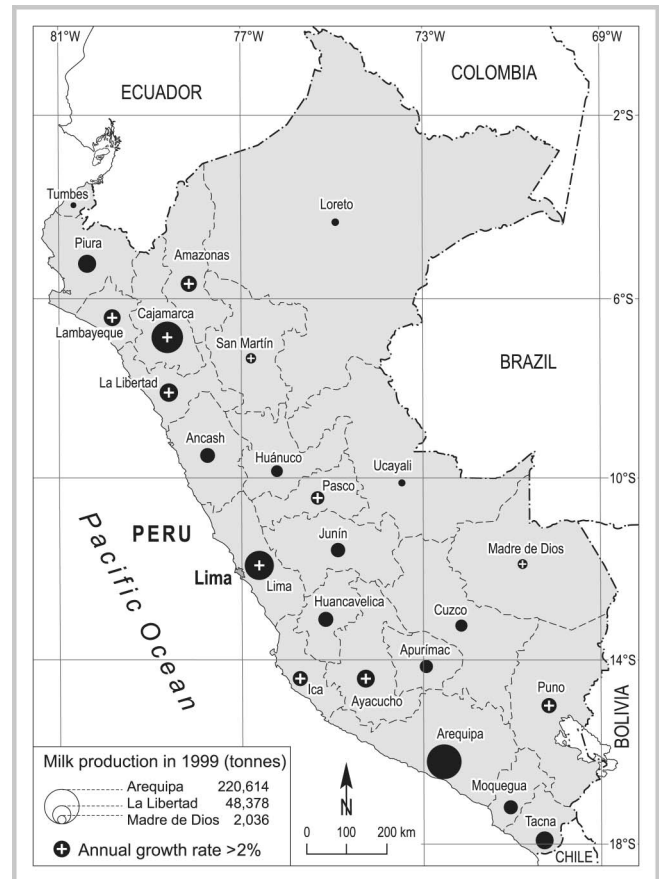 81°W 77°W 73°W 69°W
COLOMBIA
ECUADOR
2°S
Tumbes
Loreto
Piura
Amazonas
6°S
Cajamarca
Lambayeque
San Martín
BRAZIL
La Libertad
Ancash
Huánuco
Ucayali
10°S
Pasco
PERU
Junín
Madre de Dios
Pacific Ocean
Lima
Lima
Huancavelica
Cuzco
Apurímac
14°S
Ica
Ayacucho
Puno
BOLIVIA
Arequipa
Milk production in 1999 (tonnes)
Arequipa 220,614
La Libertad 48,378
Madre de Dios 2,036
Annual growth rate >2%
N
0 100 200 km
Moquegua
Tacna
18°S
CHILE